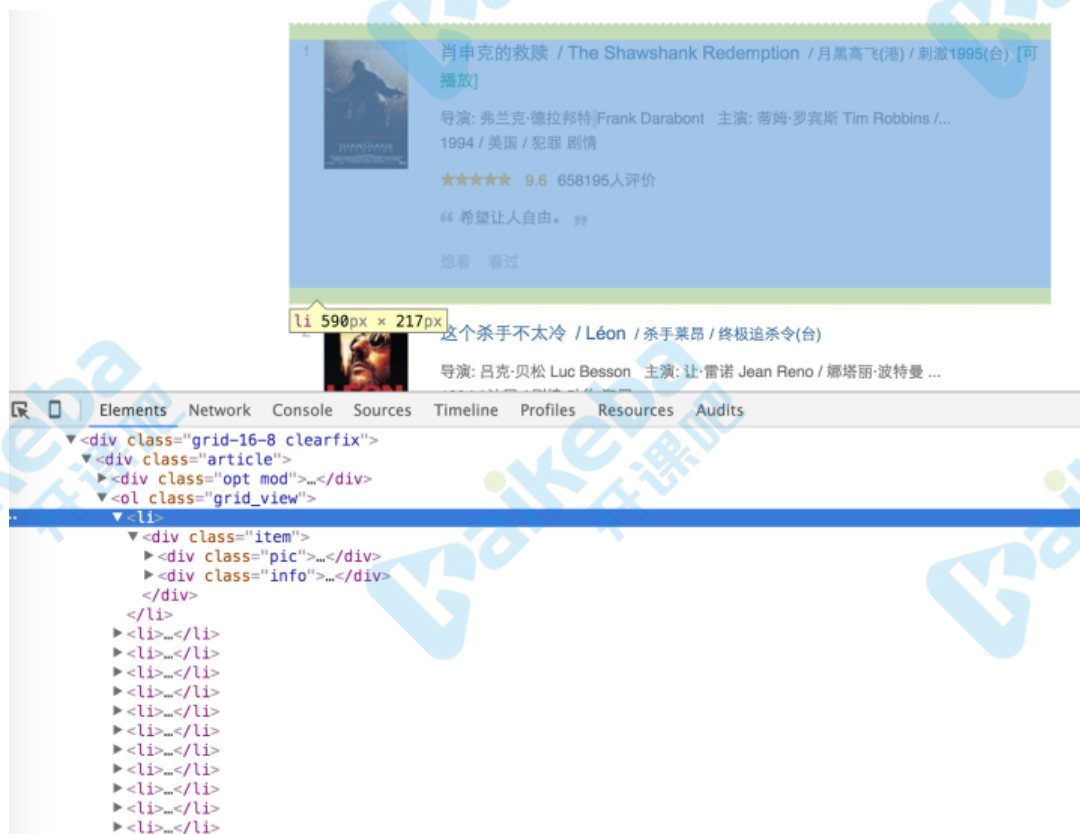 1
肖申克的救赎 / The Shawshank Redemption / 月黑高飞(港) / 刺激1995(台) [可
播放]
导演: 弗兰克·德拉邦特 Frank Darabont 主演: 蒂姆·罗宾斯 Tim Robbins /...
1994 / 美国 / 犯罪 剧情
★★★★★ 9.6 658195人评价
“ 希望让人自由。 ”
想看 看过
li 590px × 217px
2
这个杀手不太冷 / Léon / 杀手莱昂 / 终极追杀令(台)
导演: 吕克·贝松 Luc Besson 主演: 让·雷诺 Jean Reno / 娜塔丽·波特曼 ...
Elements Network Console Sources Timeline Profiles Resources Audits
▼<div class="grid-16-8 clearfix">
▼<div class="article">
▶<div class="opt mod">…</div>
▼<ol class="grid_view">
▼<li>
▼<div class="item">
▶<div class="pic">…</div>
▶<div class="info">…</div>
</div>
</li>
▶<li>…</li>
▶<li>…</li>
▶<li>…</li>
▶<li>…</li>
▶<li>…</li>
▶<li>…</li>
▶<li>…</li>
▶<li>…</li>
▶<li>…</li>
▶<li>…</li>
▶<li>…</li>
Kaikeba
开课吧